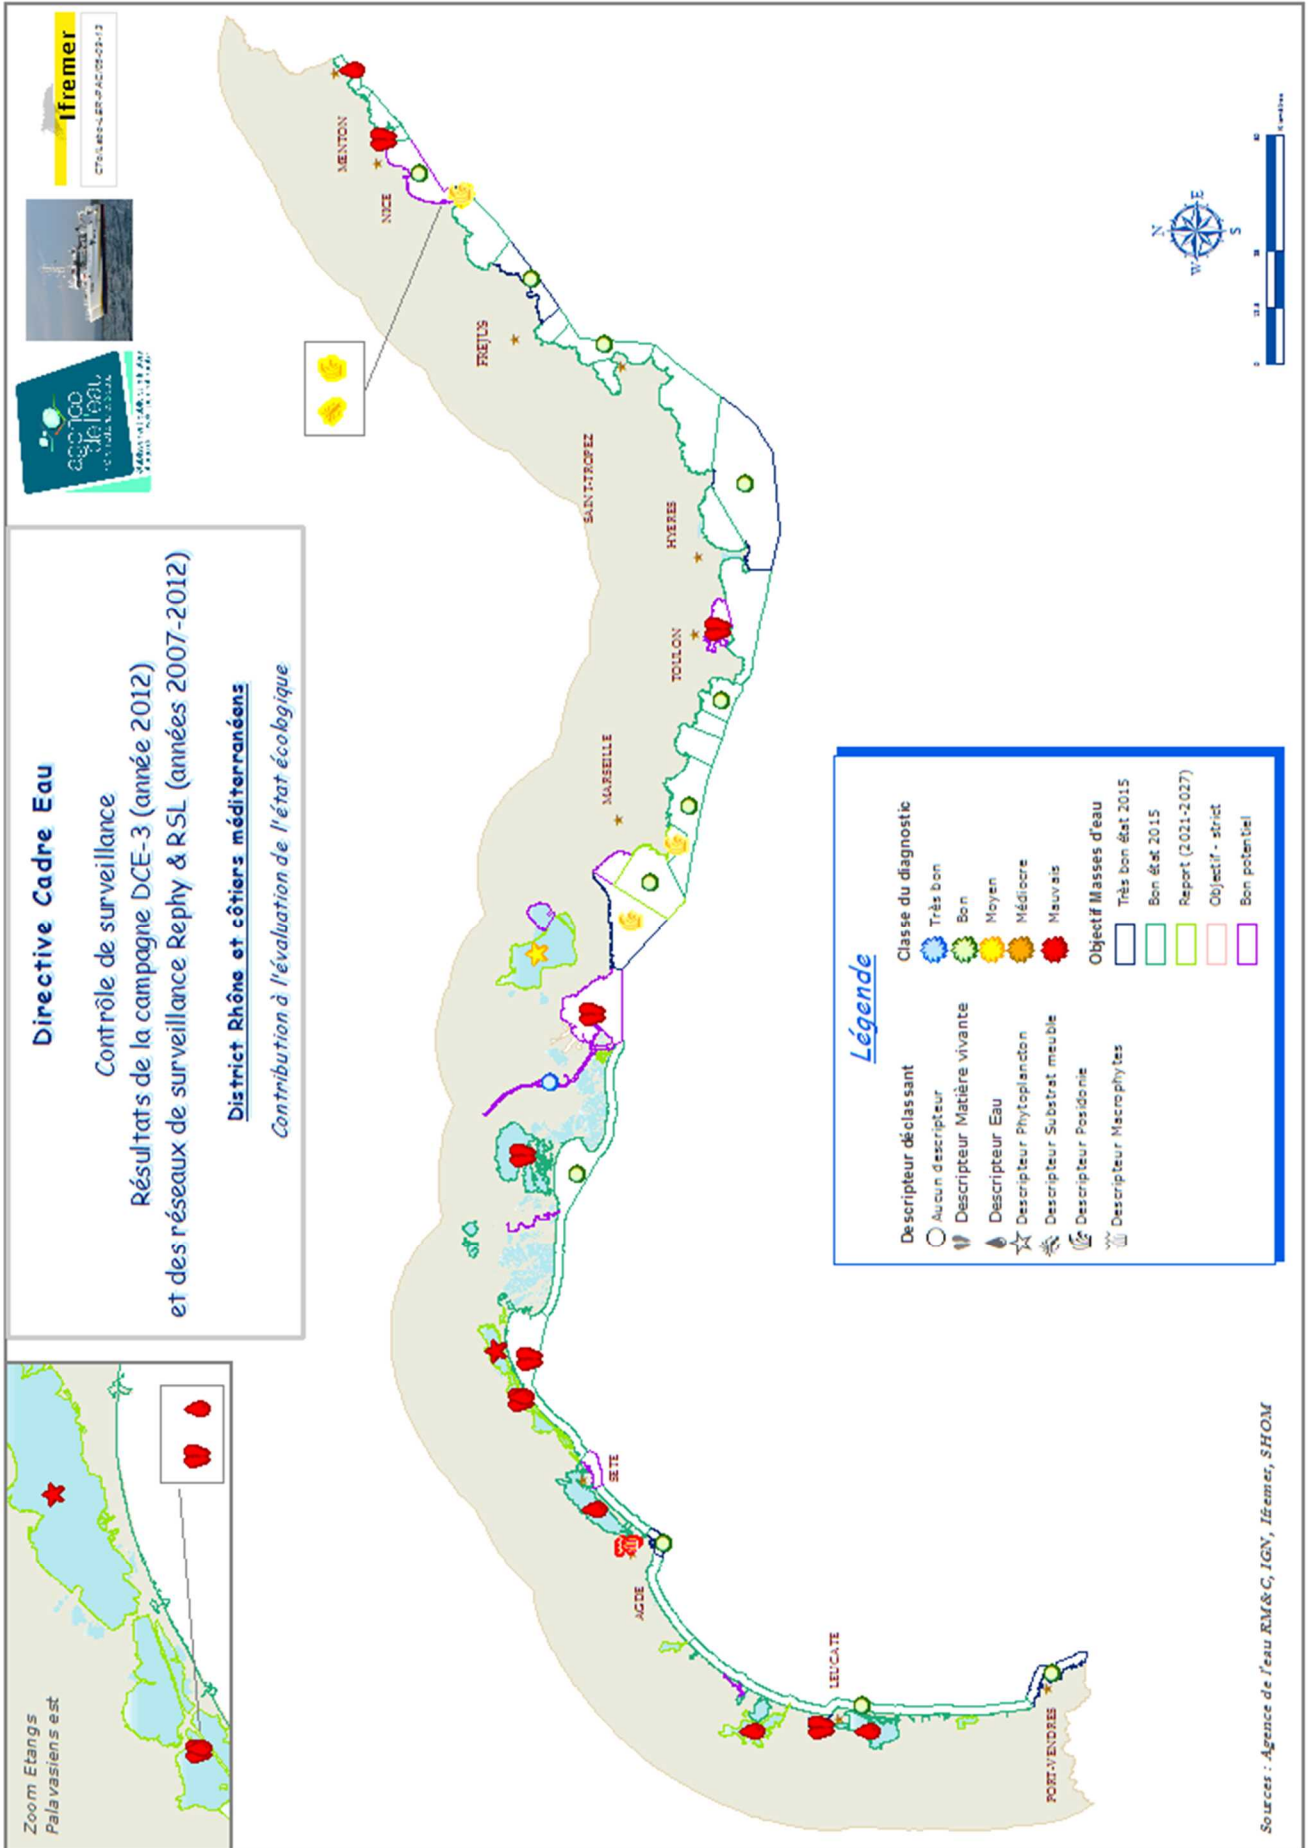 Zoom Etangs
Palavasiens est
Directive Cadre Eau
Contrôle de surveillance
Résultats de la campagne DCE-3 (année 2012)
et des réseaux de surveillance Rephy & RSL (années 2007-2012)
District Rhône et côtiers méditerranéens
Contribution à l'évaluation de l'état écologique
agence
de l'eau
Ifremer
MENTON
NICE
FREJUS
SAINT-TROPEZ
HYERES
TOULON
MARSEILLE
SETE
AGDE
LEUCATE
PORT-VENDRES
N
W
E
S
Légende
Descripteur déclassant
Aucun descripteur
Descripteur Matière vivante
Descripteur Eau
Descripteur Phytoplancton
Descripteur Substrat meuble
Descripteur Posidonie
Descripteur Macrophytes
Classe du diagnostic
Très bon
Bon
Moyen
Médiocre
Mauvais
Objectif Masses d'eau
Très bon état 2015
Bon état 2015
Report (2021-2027)
Objectif - strict
Bon potentiel
Sources : Agence de l'eau RM&C, IGN, Ifremer, SHOM